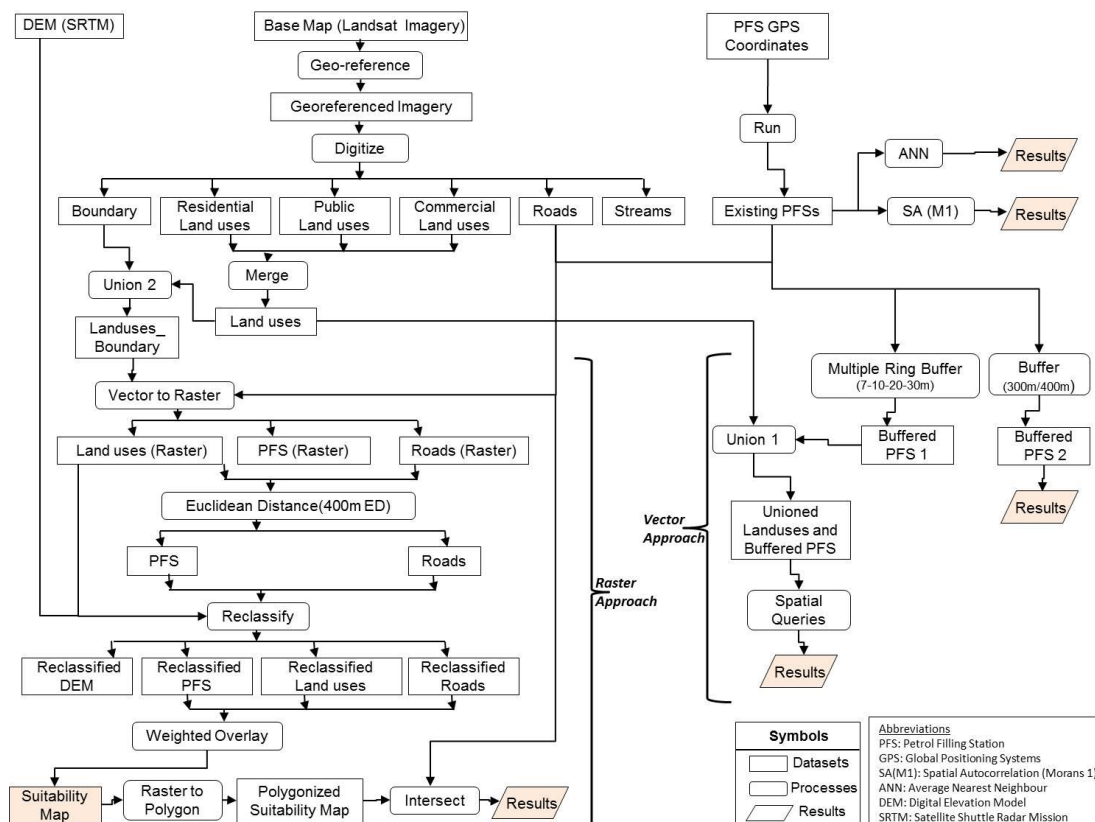 DEM (SRTM)
Base Map (Landsat Imagery)
PFS GPS
Coordinates
Geo-reference
Georeferenced Imagery
Run
Digitize
ANN
Results
Boundary
Residential
Land uses
Public
Land uses
Commercial
Land uses
Roads
Streams
Existing PFSs
SA (M1)
Results
Union 2
Merge
Land uses
Landuses_
Boundary
Multiple Ring Buffer
(7-10-20-30m)
Buffer
(300m/400m)
Vector to Raster
Union 1
Buffered
PFS 1
Buffered
PFS 2
Land uses (Raster)
PFS (Raster)
Roads (Raster)
Results
Euclidean Distance(400m ED)
Unioned
Landuses and
Buffered PFS
Vector
Approach
PFS
Roads
Raster
Approach
Reclassify
Spatial
Queries
Results
Reclassified
DEM
Reclassified
PFS
Reclassified
Land uses
Reclassified
Roads
Weighted Overlay
Suitability
Map
Raster to
Polygon
Polygonized
Suitability Map
Intersect
Results
Symbols
Datasets
Processes
Results
Abbreviations
PFS: Petrol Filling Station
GPS: Global Positioning Systems
SA(M1): Spatial Autocorrelation (Morans 1)
ANN: Average Nearest Neighbour
DEM: Digital Elevation Model
SRTM: Satellite Shuttle Radar Mission